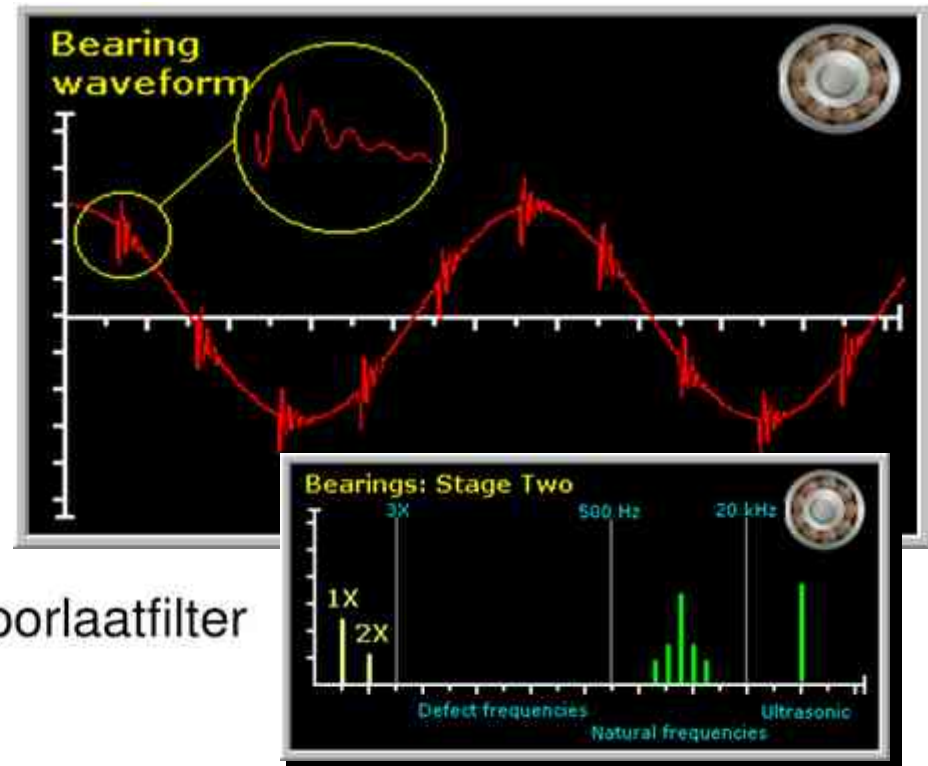 Bearing
waveform
Bearings: Stage Two
3X
500 Hz
20 kHz
1X
2X
Defect frequencies
Ultrasonic
Natural frequencies
oorlaatfilter